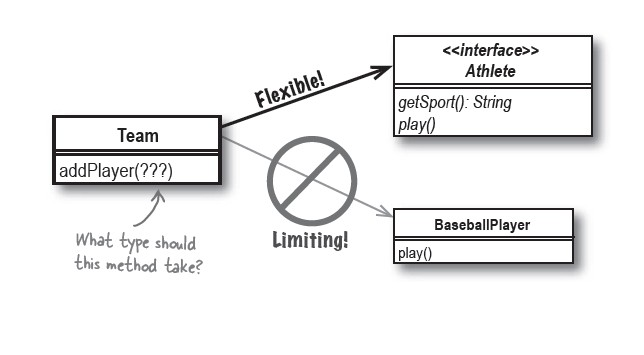 <<interface>>
Athlete
getSport(): String
play()
Flexible!
Team
addPlayer(???)
What type should
this method take?
Limiting!
BaseballPlayer
play()